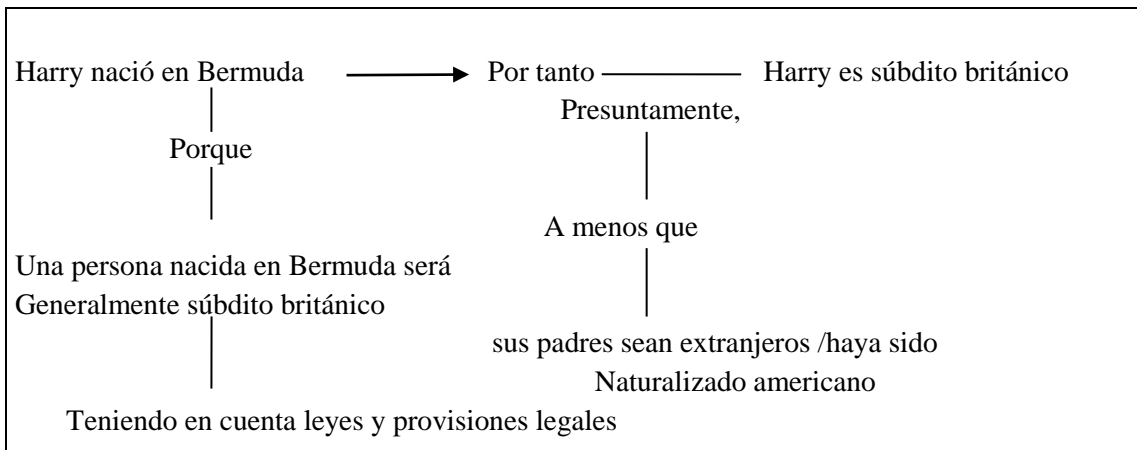 Harry nació en Bermuda Por tanto Harry es súbdito británico
Presuntamente,
Porque
A menos que
Una persona nacida en Bermuda será
Generalmente súbdito británico
sus padres sean extranjeros /haya sido
Naturalizado americano
Teniendo en cuenta leyes y provisiones legales